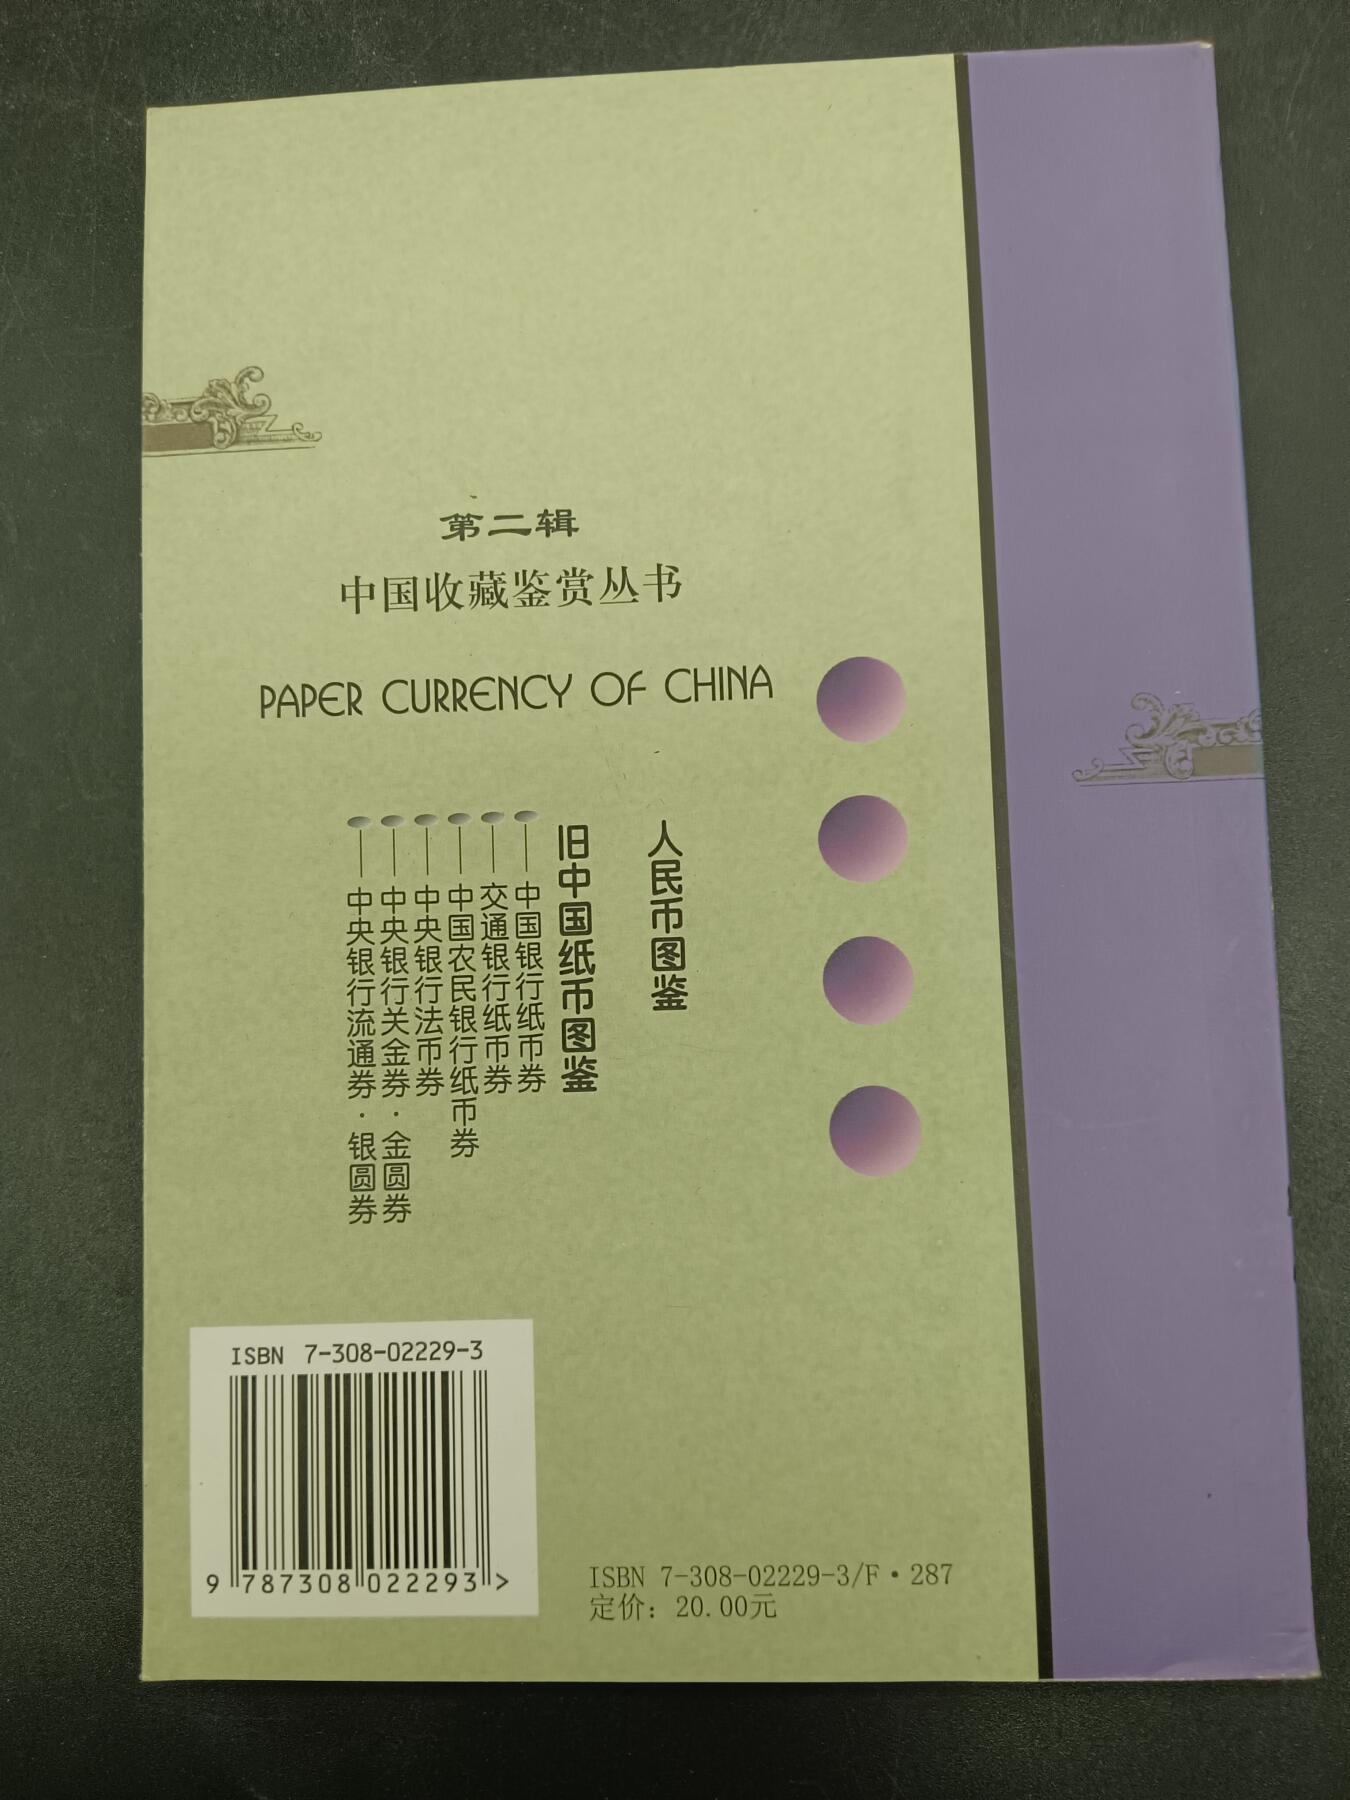 第二辑
中国收藏鉴赏丛书
PAPER CURRENCY OF CHINA
人民币图鉴
旧中国纸币图鉴
中国银行纸币券
交通银行纸币券
中国农民银行纸币券
中央银行法币券
中央银行关金券·金圆券
中央银行流通券·银圆券
ISBN 7-308-02229-3
9 787308 022293 >
ISBN 7-308-02229-3/F·287
定价：20.00元